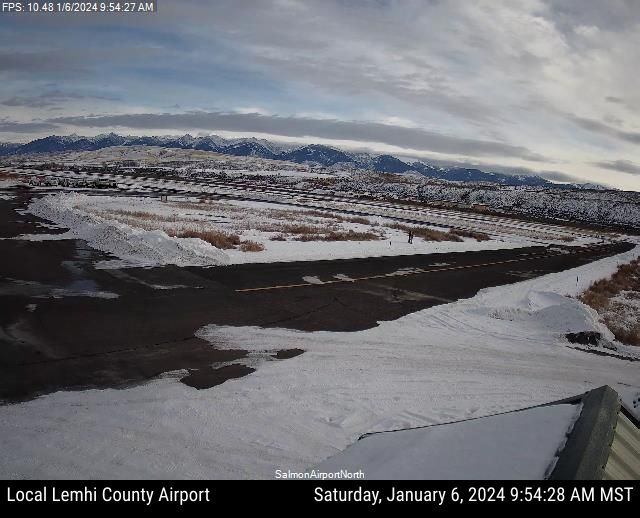 FPS: 10.48 1/6/2024 9:54:27 AM
SalmonAirportNorth
Local Lemhi County Airport Saturday, January 6, 2024 9:54:28 AM MST